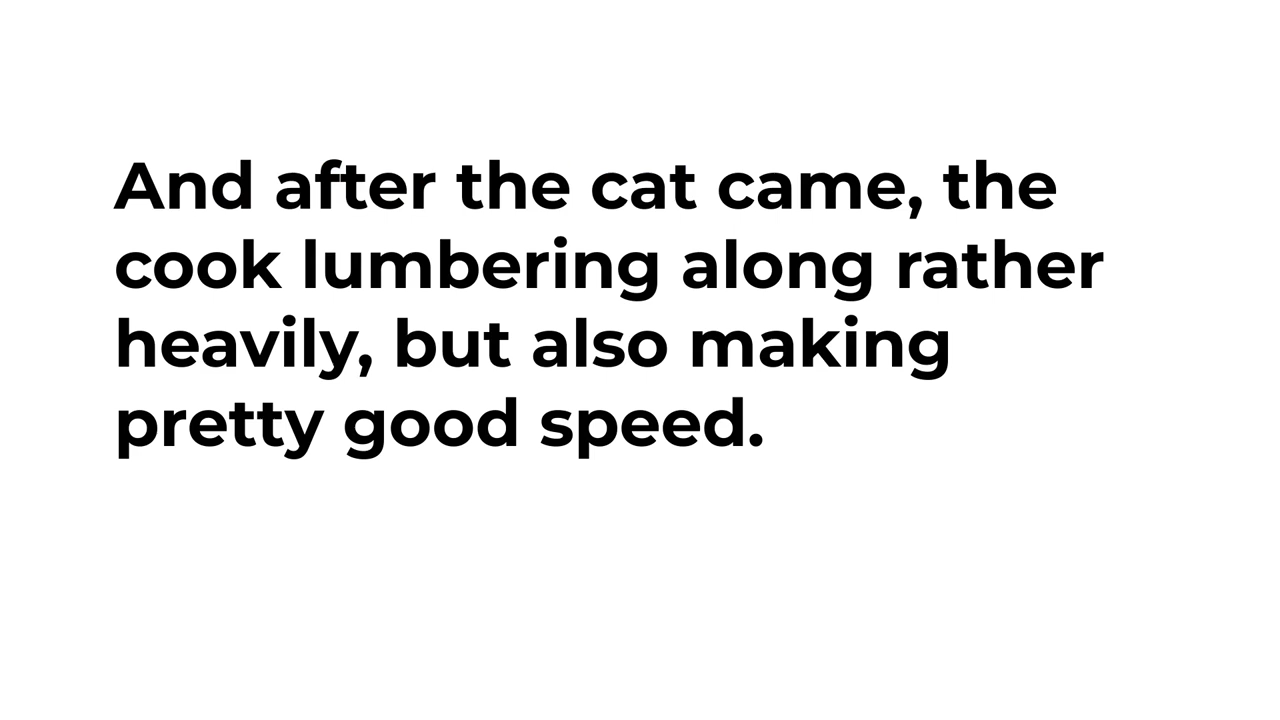 And after the cat came, the
cook lumbering along rather
heavily, but also making
pretty good speed.